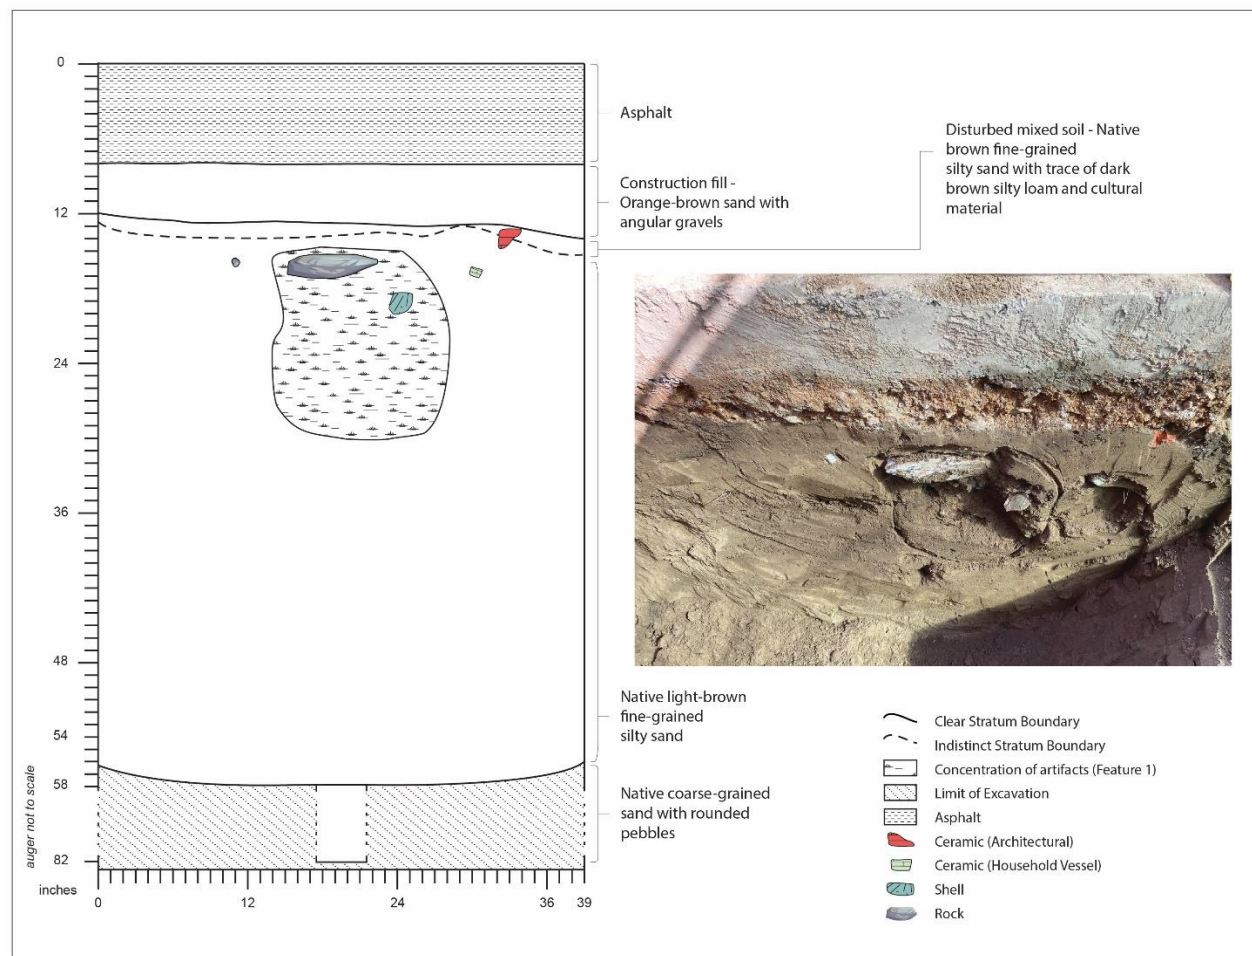 0
Asphalt
Disturbed mixed soil - Native
brown fine-grained
silty sand with trace of dark
brown silty loam and cultural
material
Construction fill -
Orange-brown sand with
angular gravels
12
24
36
48
54
58
82
auger not to scale
inches
0
12
24
36
39
Native light-brown
fine-grained
silty sand
Native coarse-grained
sand with rounded
pebbles
Clear Stratum Boundary
Indistinct Stratum Boundary
Concentration of artifacts (Feature 1)
Limit of Excavation
Asphalt
Ceramic (Architectural)
Ceramic (Household Vessel)
Shell
Rock